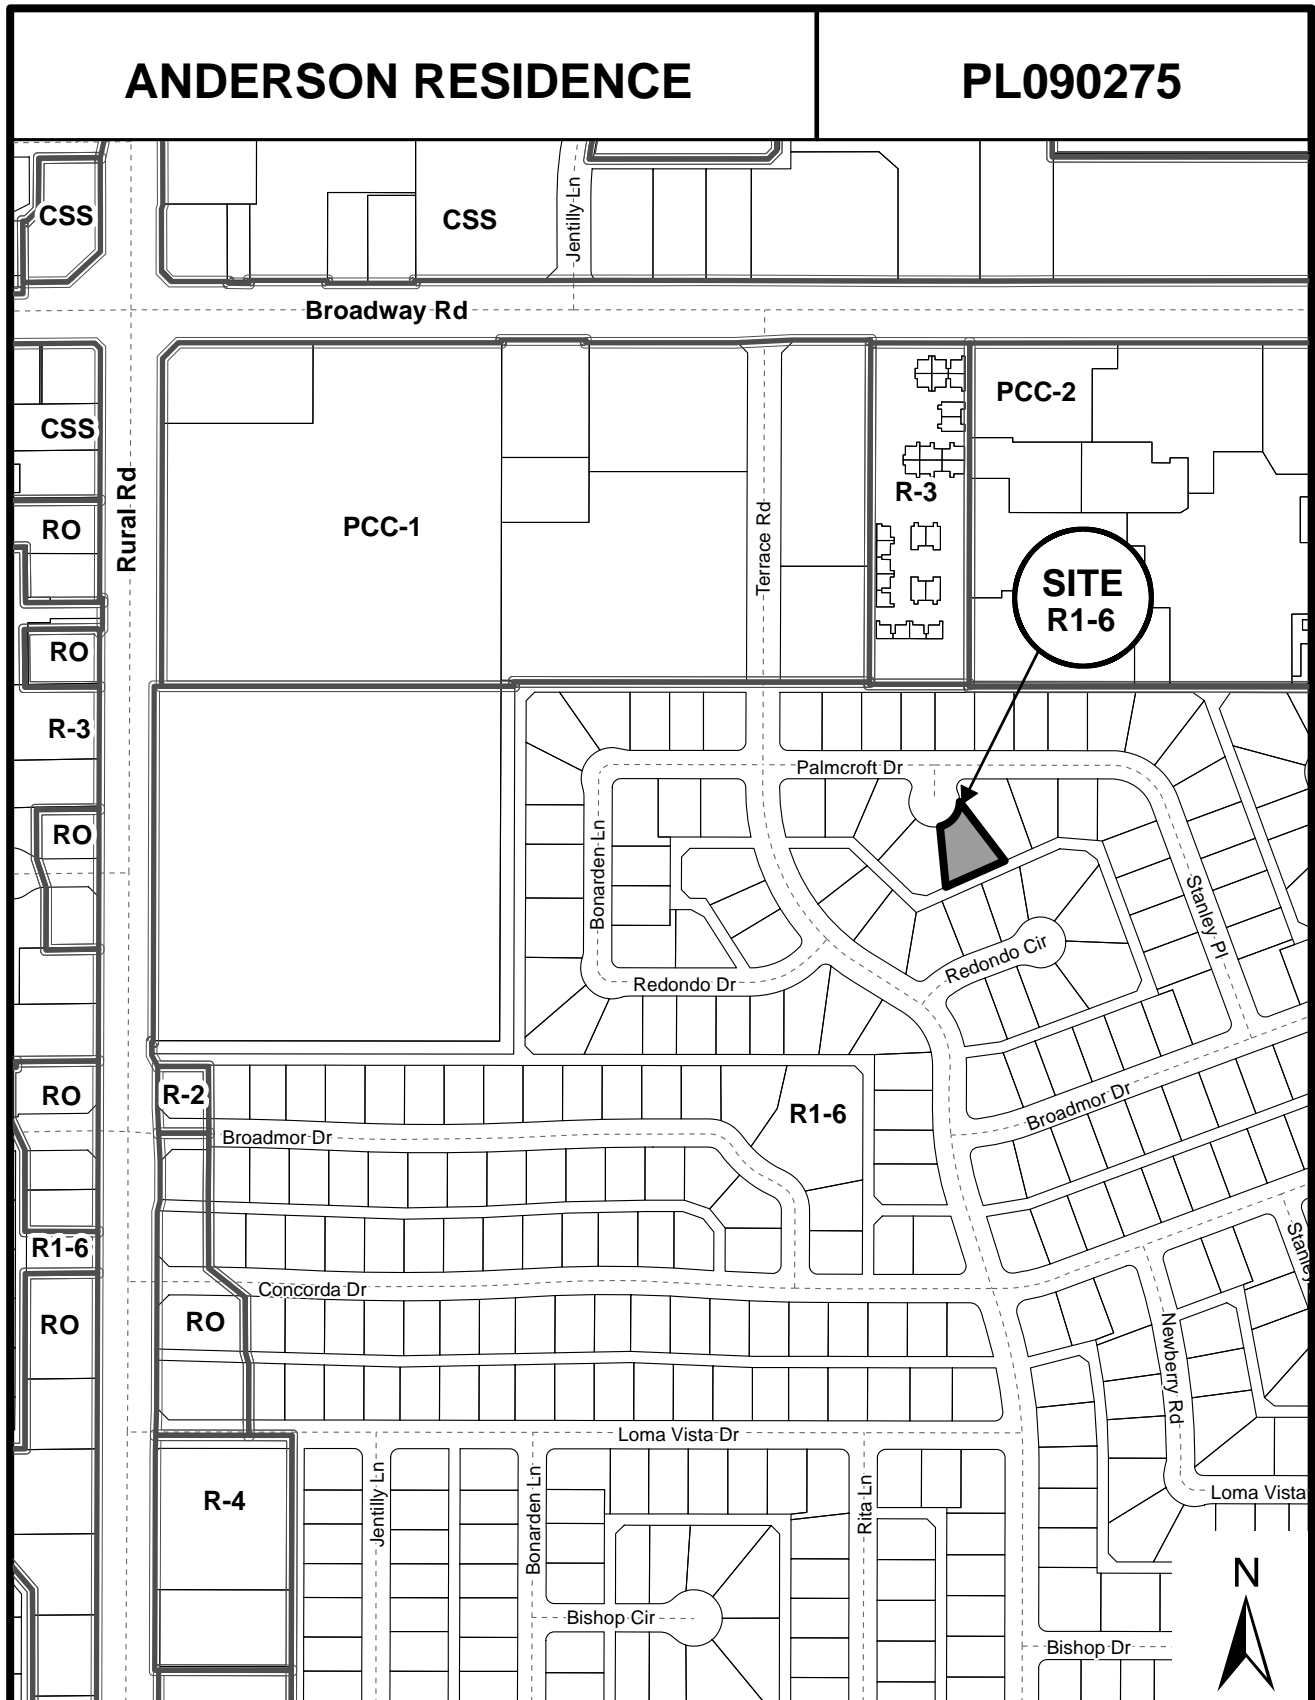 ANDERSON RESIDENCE
PL090275
CSS
CSS
Jentilly Ln
Broadway Rd
CSS
Rural Rd
RO
PCC-1
Terrace Rd
R-3
PCC-2
SITE
R1-6
RO
R-3
RO
Palmcroft Dr
Bonarden Ln
Stanley Pl
Redondo Cir
Redondo Dr
RO
R-2
R1-6
Broadmor Dr
Broadmor Dr
R1-6
Stanle
Concorda Dr
RO
RO
Newberry Rd
Loma Vista Dr
R-4
Jentilly Ln
Bonarden Ln
Rita Ln
Loma Vista
Bishop Cir
Bishop Dr
N